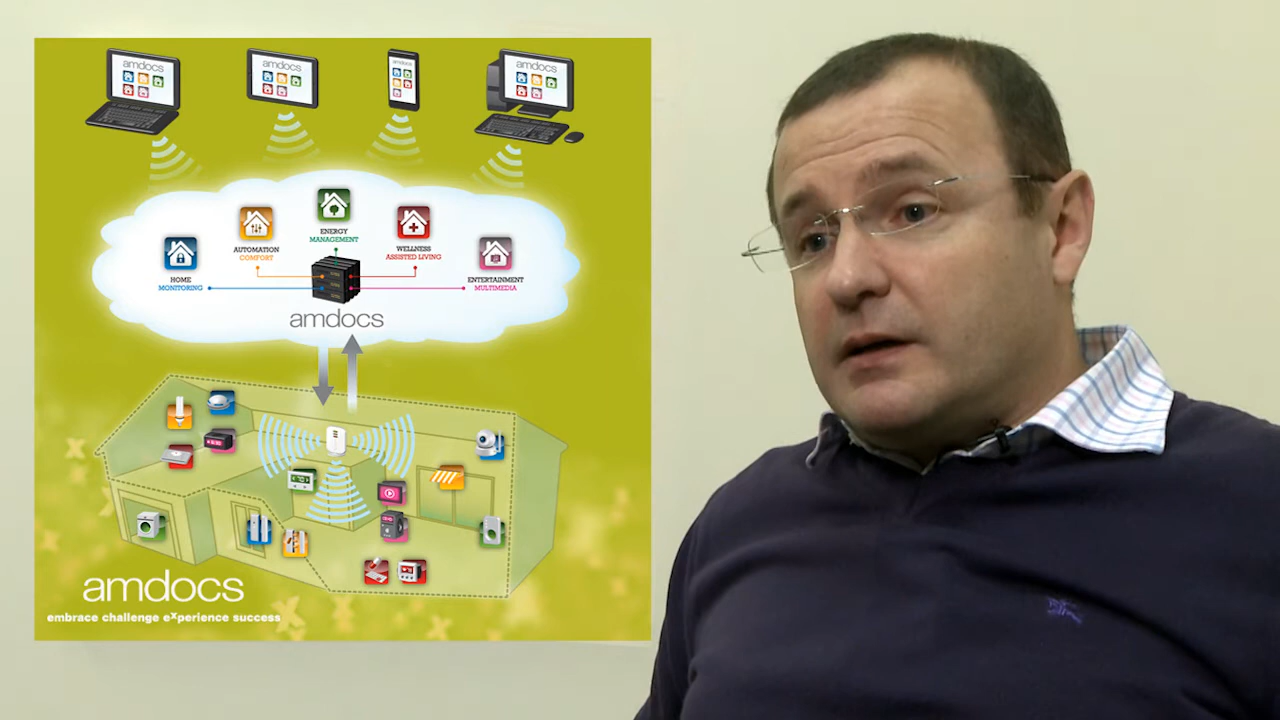 amdocs
amdocs
amdocs
amdocs
ENERGY
MANAGEMENT
WELLNESS
ASSISTED LIVING
AUTOMATION
COMFORT
HOME
MONITORING
ENTERTAINMENT
MULTIMEDIA
amdocs
amdocs
embrace challenge experience success